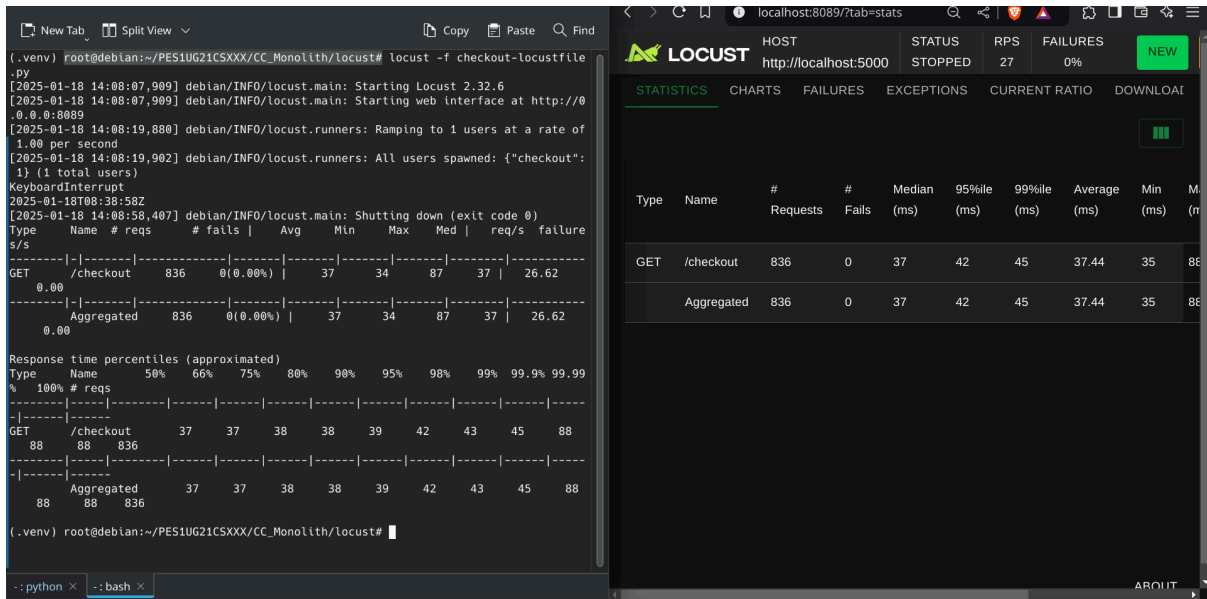 New Tab Split View Copy Paste Find
(.venv) root@debian:~/PES1UG21CSXXX/CC_Monolith/locust# locust -f checkout-locustfile
.py
[2025-01-18 14:08:07,909] debian/INFO/locust.main: Starting Locust 2.32.6
[2025-01-18 14:08:07,909] debian/INFO/locust.main: Starting web interface at http://0
.0.0.0:8089
[2025-01-18 14:08:19,880] debian/INFO/locust.runners: Ramping to 1 users at a rate of
1.00 per second
[2025-01-18 14:08:19,902] debian/INFO/locust.runners: All users spawned: {"checkout":
1} (1 total users)
KeyboardInterrupt
2025-01-18T08:38:58Z
[2025-01-18 14:08:58,407] debian/INFO/locust.main: Shutting down (exit code 0)
Type Name # reqs # fails | Avg Min Max Med | req/s failure
s/s
--------|-|-------|-------------|-------|-------|-------|-------|--------|-----------
GET /checkout 836 0(0.00%) | 37 34 87 37 | 26.62
0.00
--------|-|-------|-------------|-------|-------|-------|-------|--------|-----------
Aggregated 836 0(0.00%) | 37 34 87 37 | 26.62
0.00
Response time percentiles (approximated)
Type Name 50% 66% 75% 80% 90% 95% 98% 99% 99.9% 99.99
% 100% # reqs
--------|-----|--------|------|------|------|------|------|------|------|------|-----
-|------|------
GET /checkout 37 37 38 38 39 42 43 45 88
88 88 836
--------|-----|--------|------|------|------|------|------|------|------|------|-----
-|------|------
Aggregated 37 37 38 38 39 42 43 45 88
88 88 836
(.venv) root@debian:~/PES1UG21CSXXX/CC_Monolith/locust#
-: python -: bash
localhost:8089/?tab=stats
LOCUST
HOST
http://localhost:5000
STATUS
STOPPED
RPS
27
FAILURES
0%
NEW
STATISTICS CHARTS FAILURES EXCEPTIONS CURRENT RATIO DOWNLOAD
Type Name # Requests # Fails Median (ms) 95%ile (ms) 99%ile (ms) Average (ms) Min (ms)
GET /checkout 836 0 37 42 45 37.44 35 88
Aggregated 836 0 37 42 45 37.44 35 88
ABOUT